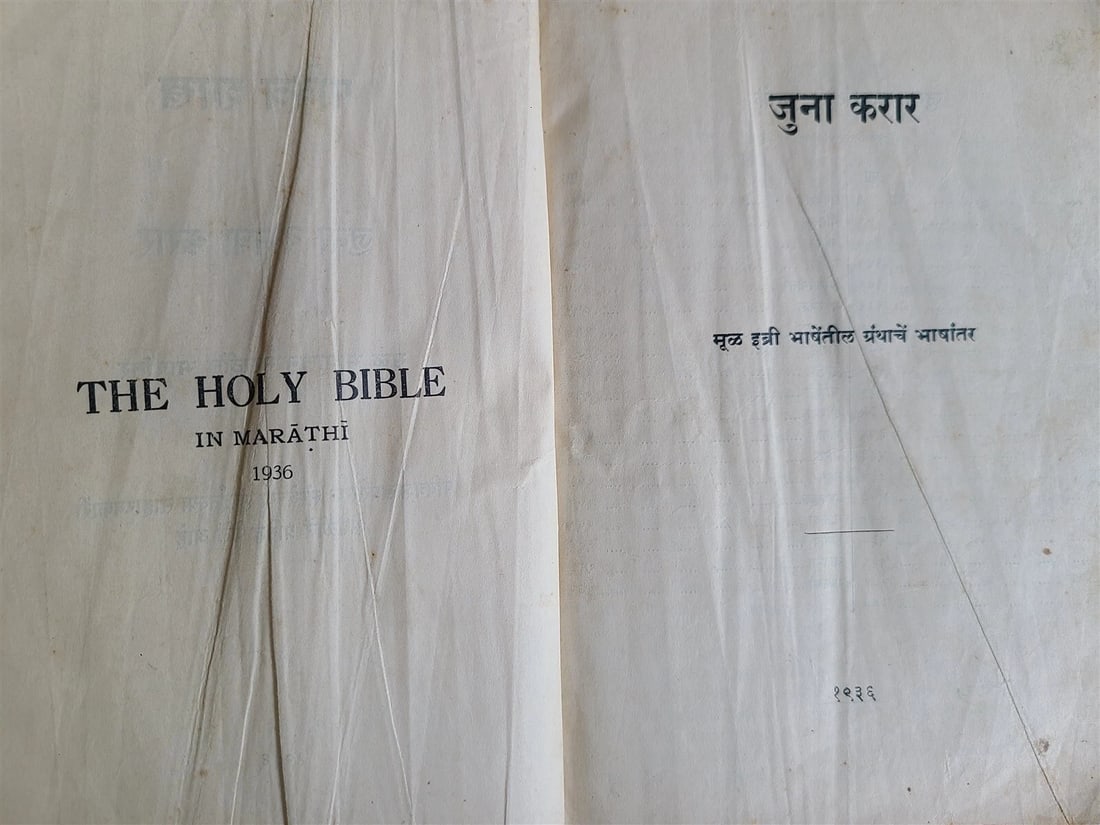 THE HOLY BIBLE
IN MARĀṬHĪ
1936
जुना करार
मूळ इब्री भाषेंतील ग्रंथाचें भाषांतर
१९३६